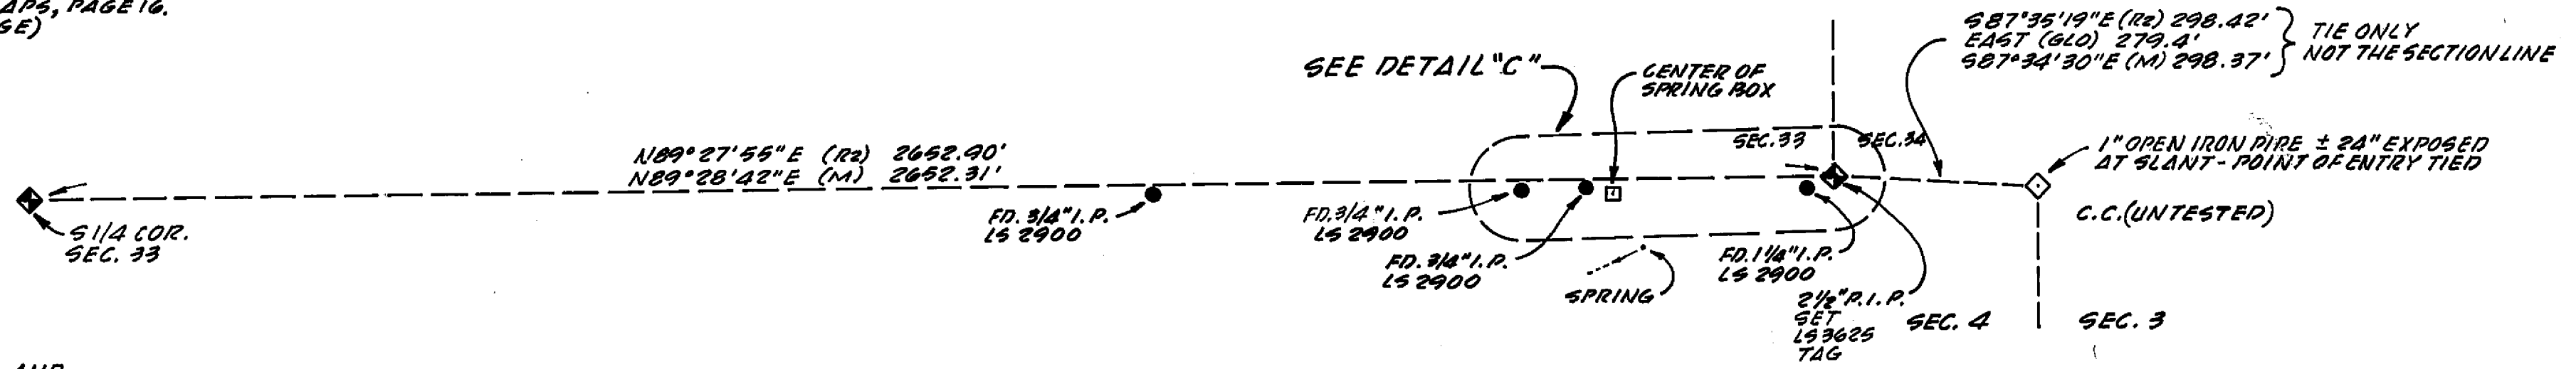 APS, PAGE 16.
GE)
S87°35'19"E (R2) 298.42'
EAST (GLO) 279.4'
S87°34'30"E (M) 298.37'
TIE ONLY
NOT THE SECTION LINE
SEE DETAIL "C"
CENTER OF
SPRING BOX
SEC. 33
SEC. 34
1" OPEN IRON PIPE ± 24" EXPOSED
AT SLANT - POINT OF ENTRY TIED
N89°27'55"E (R2) 2652.90'
N89°28'42"E (M) 2652.31'
S 1/4 COR.
SEC. 33
FD. 3/4" I.P.
LS 2900
FD. 3/4" I.P.
LS 2900
FD. 3/4" I.P.
LS 2900
SPRING
FD. 1 1/4" I.P.
LS 2900
2 1/2" P.I.P.
SET
LS 3625
TAG
C.C. (UNTESTED)
SEC. 4
SEC. 3